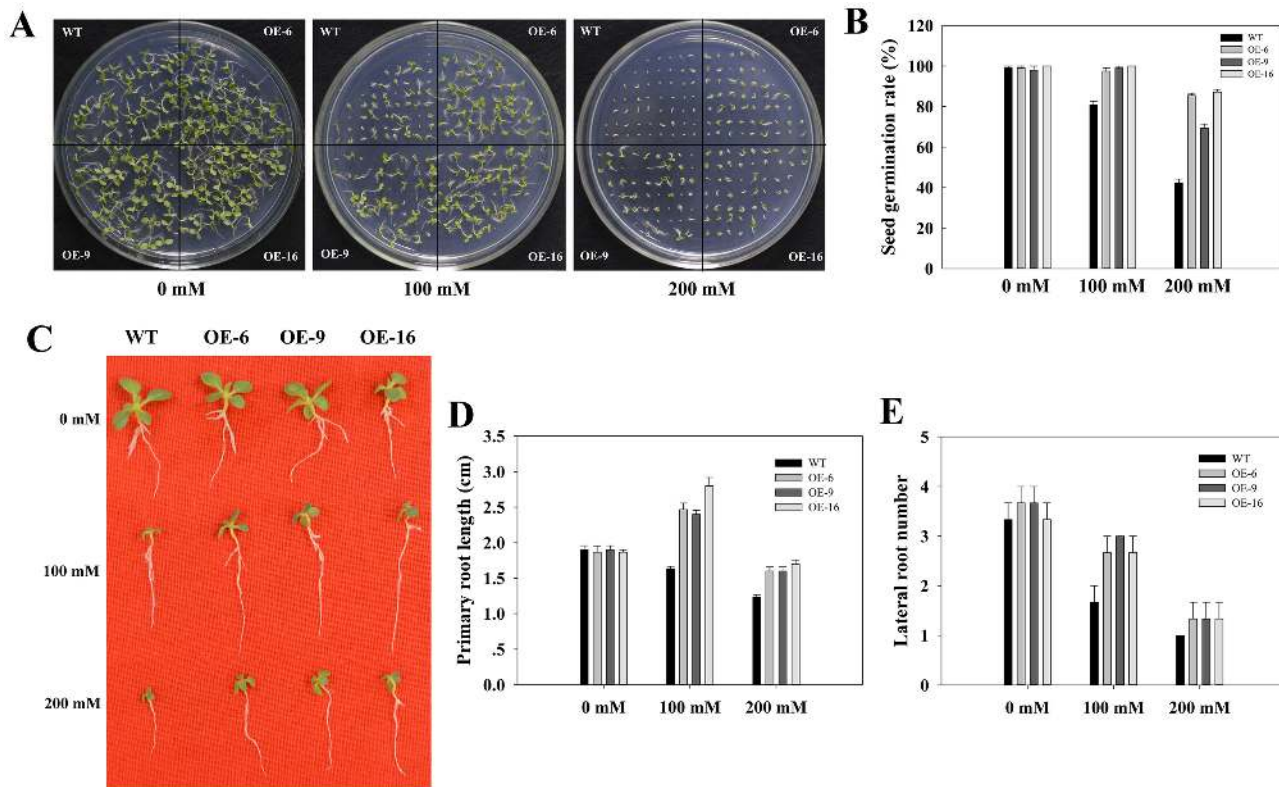 A
WT OE-6
OE-9 OE-16
0 mM
WT OE-6
OE-9 OE-16
100 mM
WT OE-6
OE-9 OE-16
200 mM
B
Seed germination rate (%)
120
100
80
60
40
20
0
WT
OE-6
OE-9
OE-16
0 mM 100 mM 200 mM
C
WT OE-6 OE-9 OE-16
0 mM
100 mM
200 mM
D
Primary root length (cm)
3.5
3.0
2.5
2.0
1.5
1.0
.5
0.0
WT
OE-6
OE-9
OE-16
0 mM 100 mM 200 mM
E
Lateral root number
5
4
3
2
1
0
WT
OE-6
OE-9
OE-16
0 mM 100 mM 200 mM